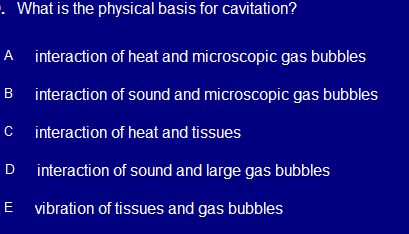 . What is the physical basis for cavitation?
A interaction of heat and microscopic gas bubbles
B interaction of sound and microscopic gas bubbles
C interaction of heat and tissues
D interaction of sound and large gas bubbles
E vibration of tissues and gas bubbles